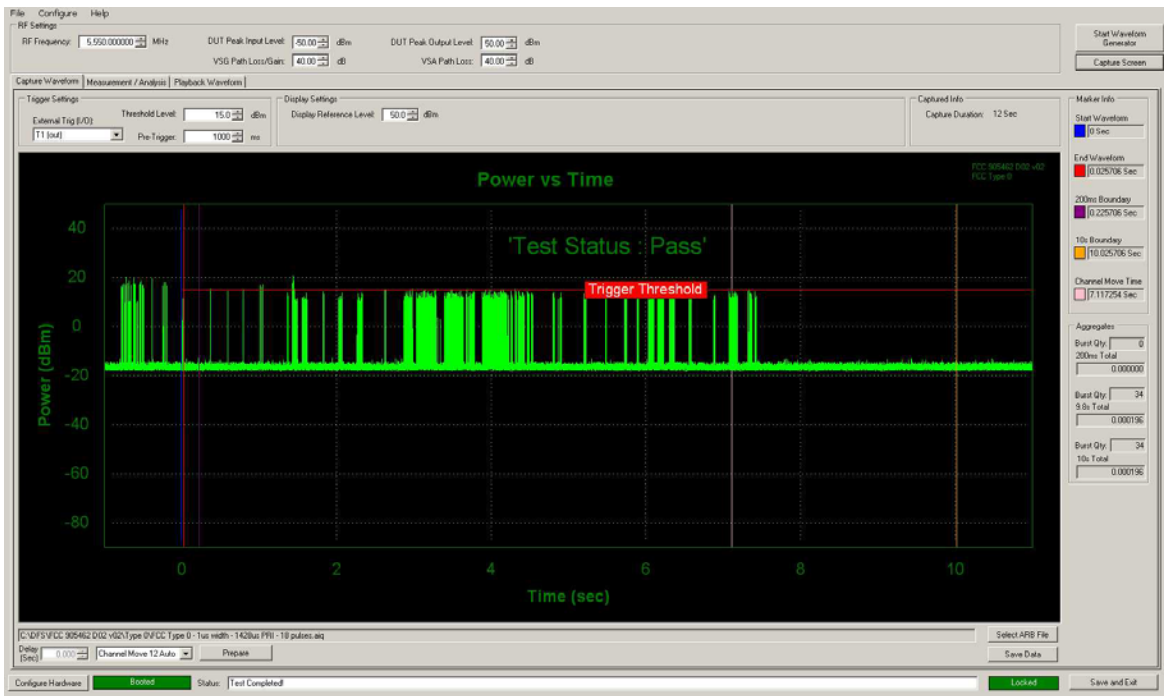 File Configure Help
RF Settings
RF Frequency: 5,550.000000 MHz DUT Peak Input Level: -50.00 dBm DUT Peak Output Level: 50.00 dBm
VSG Path Loss/Gain: 40.00 dB VSA Path Loss: 40.00 dB
Start Waveform Generator
Capture Screen
Capture Waveform Measurement / Analysis Playback Waveform
Trigger Settings
External Trig (I/O): Threshold Level: 15.0 dBm
T1 (out) Pre-Trigger: 1000 ms
Display Settings
Display Reference Level: 50.0 dBm
Captured Info
Capture Duration: 12 Sec
Marker Info
Start Waveform
0 Sec
End Waveform
0.025706 Sec
200ms Boundary
0.225706 Sec
10s Boundary
10.025706 Sec
Channel Move Time
7.117254 Sec
Aggregates
Burst Qty: 0
200ms Total
0.000000
Burst Qty: 34
9.8s Total
0.000196
Burst Qty: 34
10s Total
0.000196
FCC 905462 D02 v02
FCC Type 0
Power vs Time
'Test Status : Pass'
Trigger Threshold
Power (dBm)
40
20
0
-20
-40
-60
-80
0 2 4 6 8 10
Time (sec)
C:\DFS\FCC 905462 D02 v02\Type 0\FCC Type 0 - 1us width - 1428us PRI - 18 pulses.aiq
Select ARB File
Delay (Sec) 0.000 Channel Move 12 Auto Prepare Save Data
Configure Hardware Booted Status: Test Completed! Locked Save and Exit